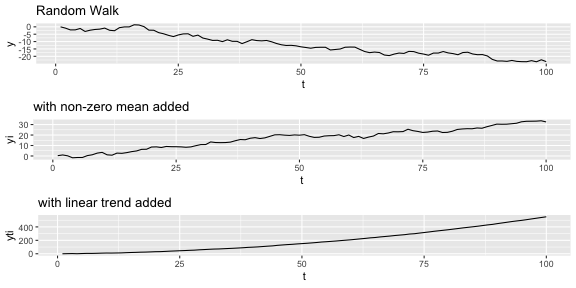 Random Walk
0
-5
-10
-15
-20
y
0 25 50 75 100
t
with non-zero mean added
30
20
10
0
yi
0 25 50 75 100
t
with linear trend added
400
200
0
yti
0 25 50 75 100
t